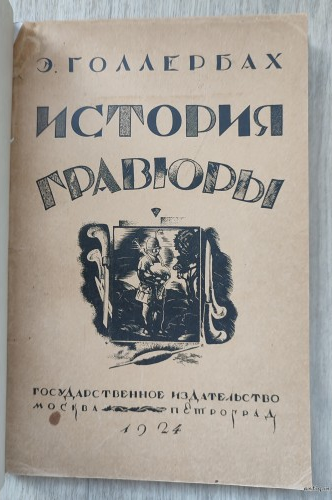 Э. ГОЛЛЕРБАХ
ИСТОРИЯ
ГРАВЮРЫ
ГОСУДАРСТВЕННОЕ ИЗДАТЕЛЬСТВО
МОСКВА ПЕТРОГРАД
1924